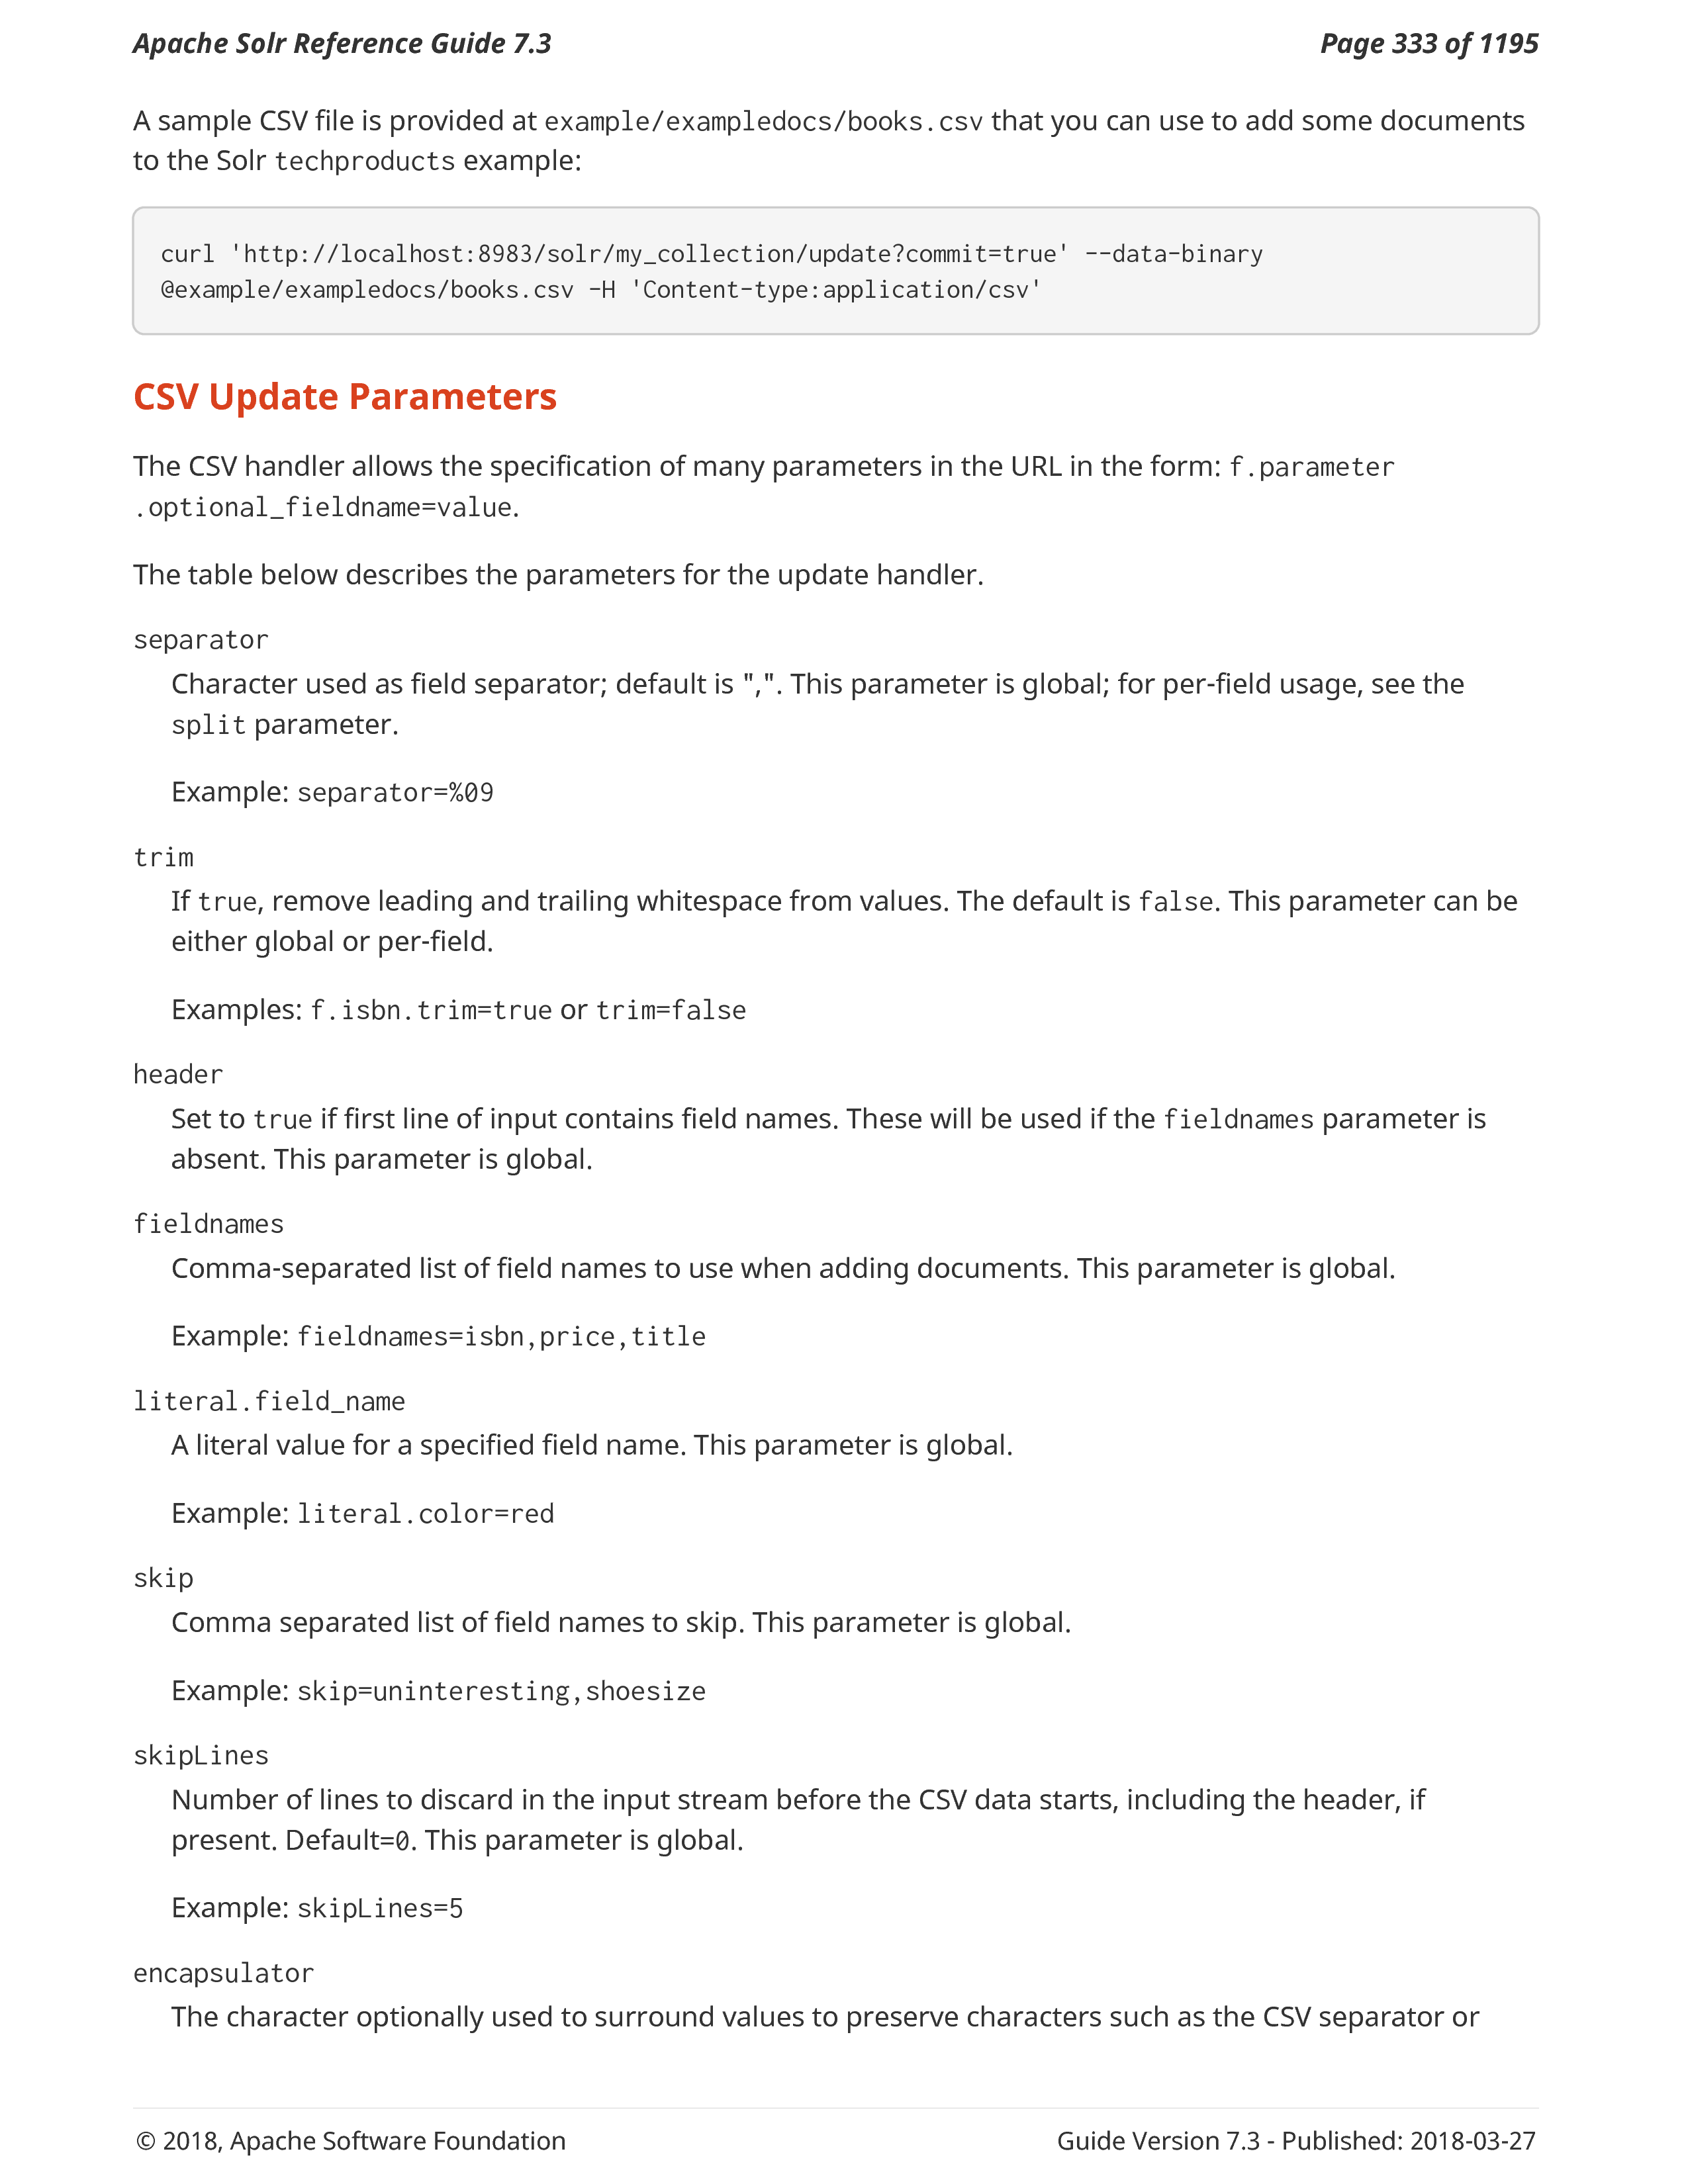 Apache Solr Reference Guide 7.3
Page 333 of 1195
A sample CSV file is provided at example/exampledocs/books.csv that you can use to add some documents
to the Solr techproducts example:
curl 'http://localhost:8983/solr/my_collection/update?commit=true' --data-binary
@example/exampledocs/books.csv -H 'Content-type:application/csv'
CSV Update Parameters
The CSV handler allows the specification of many parameters in the URL in the form: f.parameter
.optional_fieldname=value.
The table below describes the parameters for the update handler.
separator
Character used as field separator; default is ",". This parameter is global; for per-field usage, see the
split parameter.
Example: separator=%09
trim
If true, remove leading and trailing whitespace from values. The default is false. This parameter can be
either global or per-field.
Examples: f.isbn.trim=true or trim=false
header
Set to true if first line of input contains field names. These will be used if the fieldnames parameter is
absent. This parameter is global.
fieldnames
Comma-separated list of field names to use when adding documents. This parameter is global.
Example: fieldnames=isbn,price,title
literal.field_name
A literal value for a specified field name. This parameter is global.
Example: literal.color=red
skip
Comma separated list of field names to skip. This parameter is global.
Example: skip=uninteresting,shoesize
skipLines
Number of lines to discard in the input stream before the CSV data starts, including the header, if
present. Default=0. This parameter is global.
Example: skipLines=5
encapsulator
The character optionally used to surround values to preserve characters such as the CSV separator or
© 2018, Apache Software Foundation
Guide Version 7.3 - Published: 2018-03-27